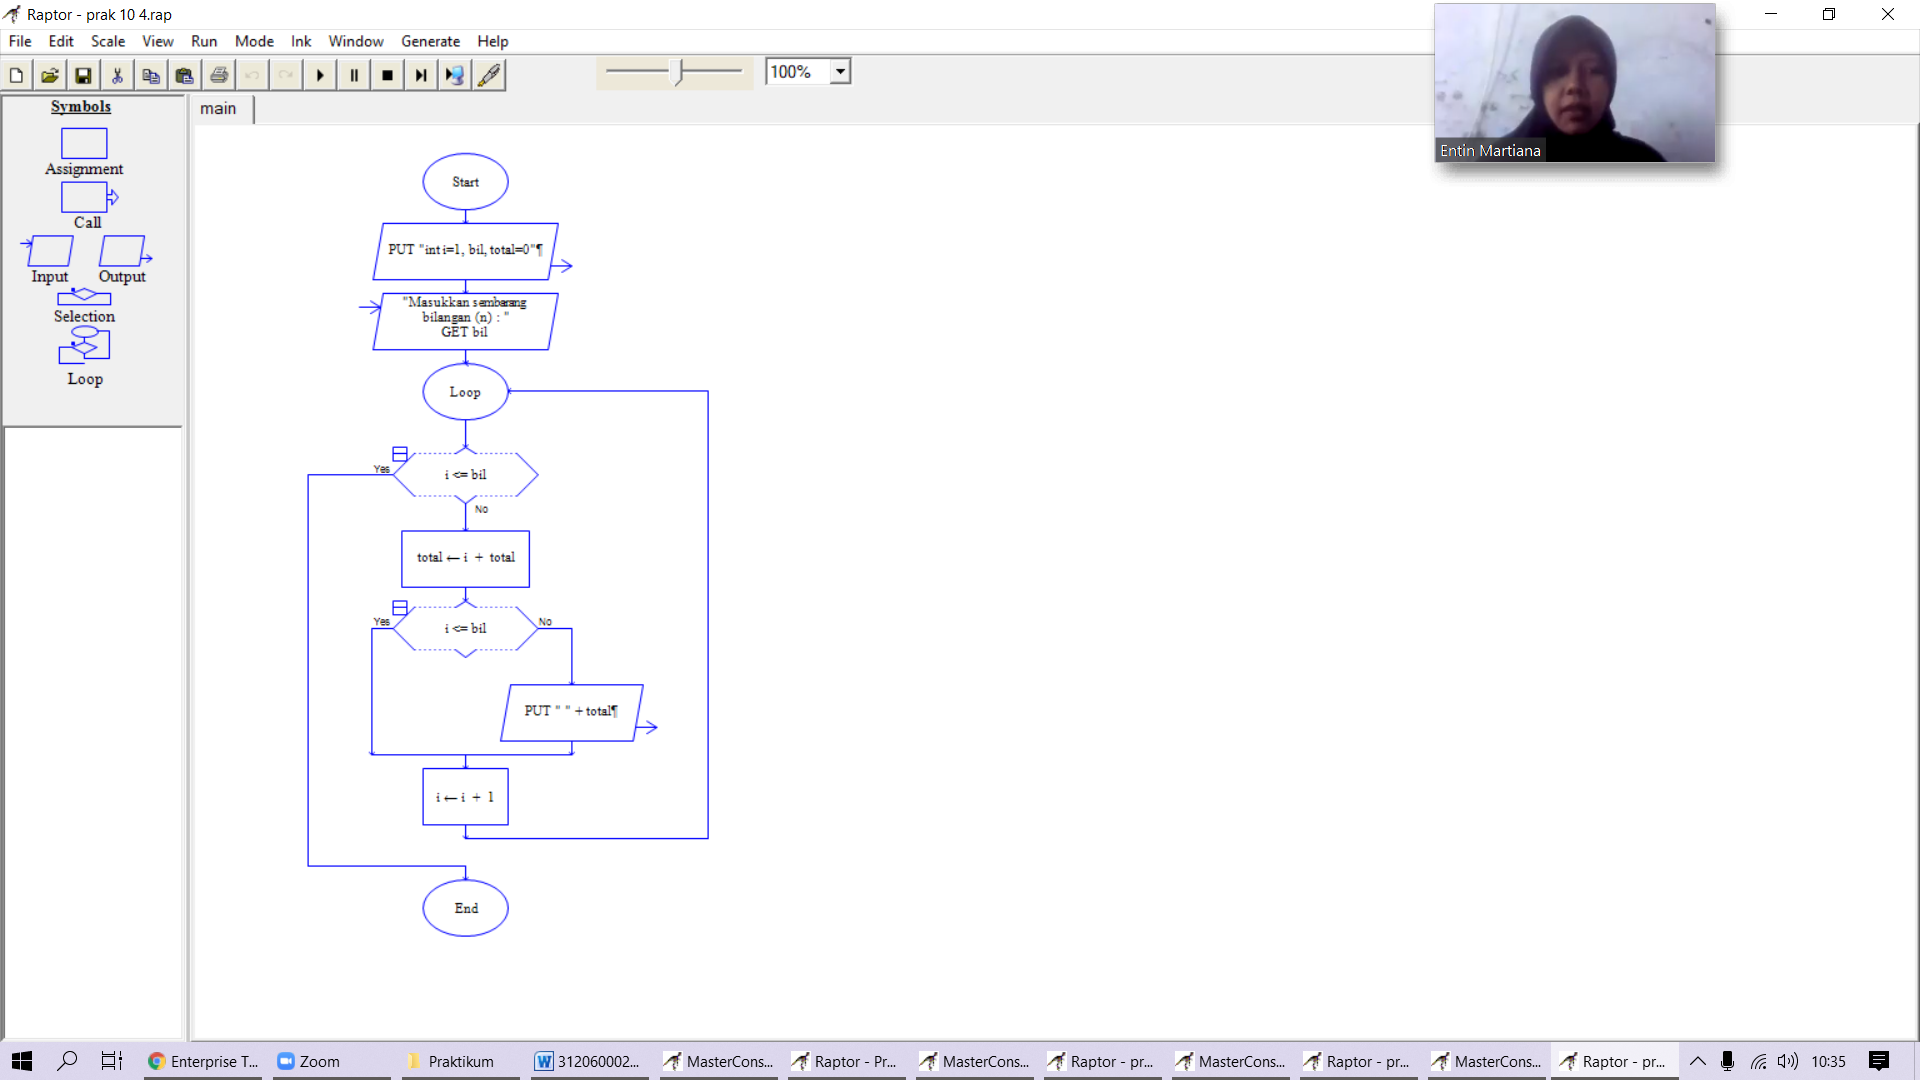 Raptor - prak 10 4.rap
File Edit Scale View Run Mode Ink Window Generate Help
100%
Symbols
Assignment
Call
Input Output
Selection
Loop
main
Start
PUT "int i=1, bil, total=0"¶
"Masukkan sembarang
bilangan (n) : "
GET bil
Loop
Yes
i <= bil
No
total ← i + total
Yes
i <= bil
No
PUT " " + total¶
i ← i + 1
End
Entin Martiana
Enterprise T...
Zoom
Praktikum
312060002...
MasterCons...
Raptor - Pr...
MasterCons...
Raptor - pr...
MasterCons...
Raptor - pr...
MasterCons...
Raptor - pr...
10:35